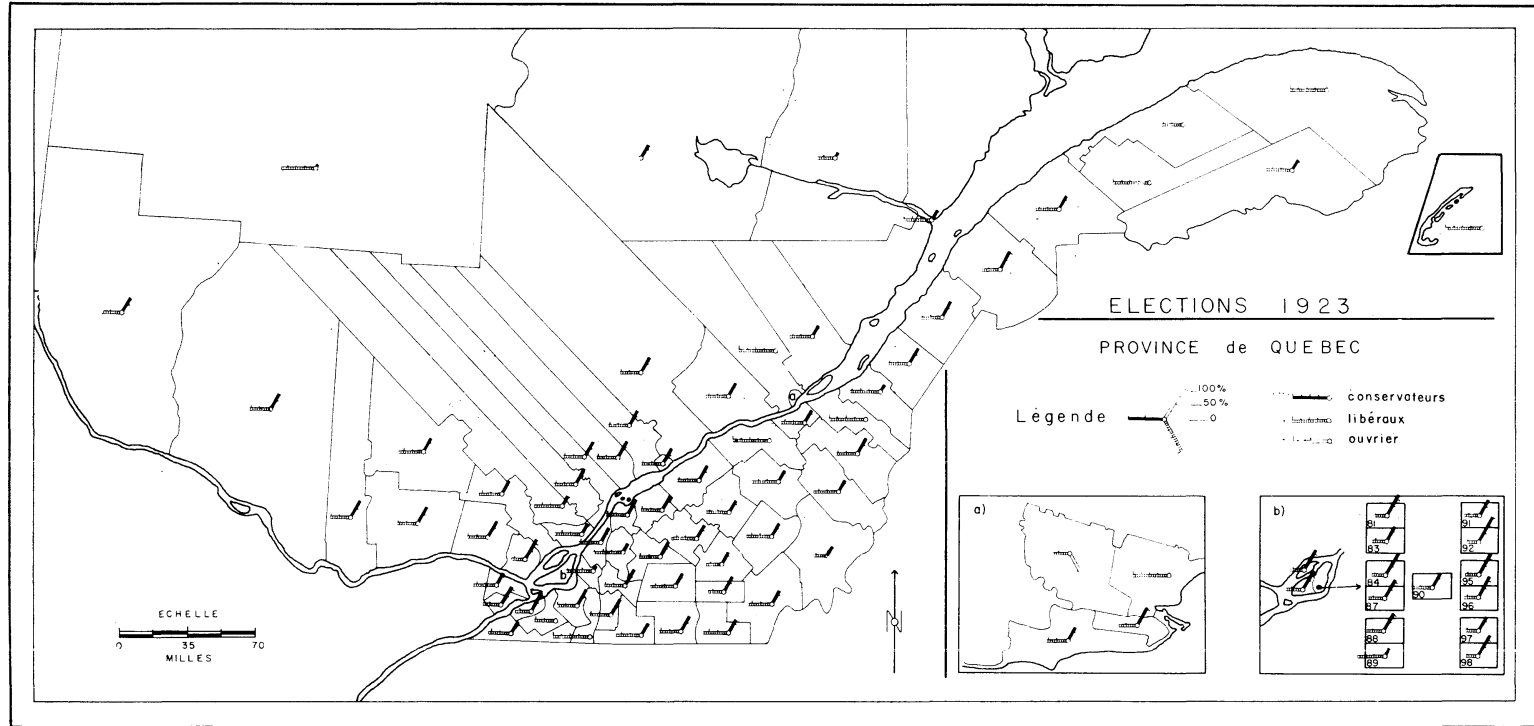 ELECTIONS 1923
PROVINCE de QUEBEC
Légende
100%
50%
0
conservateurs
libéraux
ouvrier
a
b
N
ECHELLE
0 35 70
MILLES
a)
b)
81
83
84
87
88
89
90
91
92
95
96
97
98